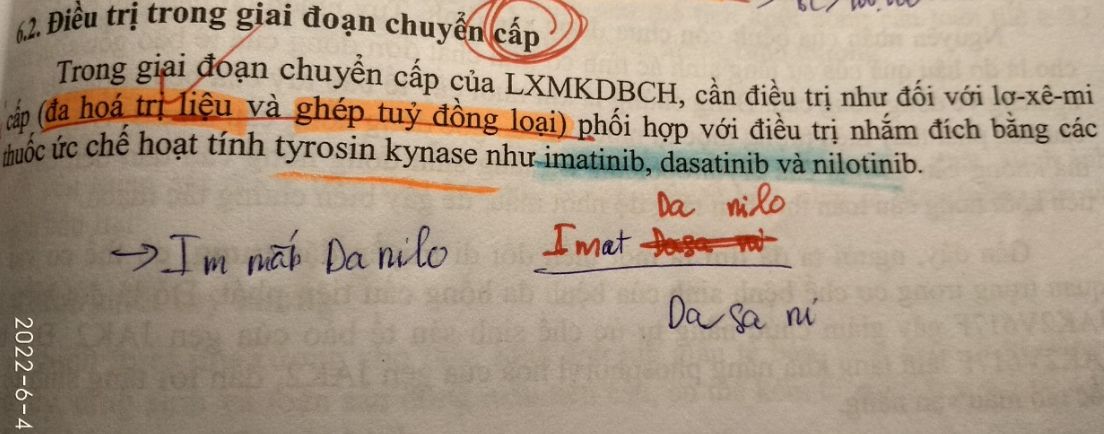 6.2. Điều trị trong giai đoạn chuyển cấp
Trong giai đoạn chuyển cấp của LXMKDBCH, cần điều trị như đối với lơ-xê-mi
cấp (đa hoá trị liệu và ghép tuỷ đồng loại) phối hợp với điều trị nhắm đích bằng các
thuốc ức chế hoạt tính tyrosin kynase như imatinib, dasatinib và nilotinib.
Da nilo
→ Im Da nilo Imat
Da sa ni
2022-6-4